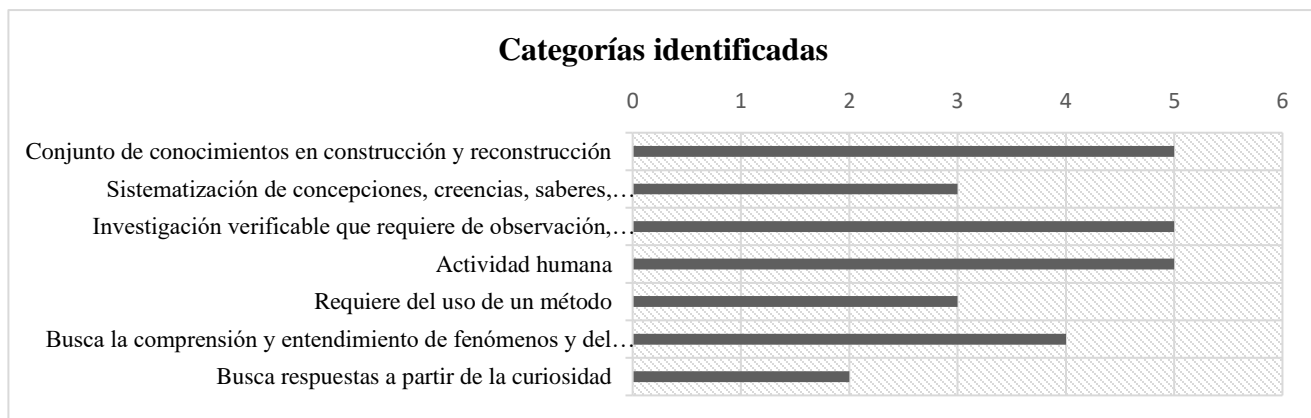 Categorías identificadas
0 1 2 3 4 5 6
Conjunto de conocimientos en construcción y reconstrucción
Sistematización de concepciones, creencias, saberes,…
Investigación verificable que requiere de observación,…
Actividad humana
Requiere del uso de un método
Busca la comprensión y entendimiento de fenómenos y del…
Busca respuestas a partir de la curiosidad